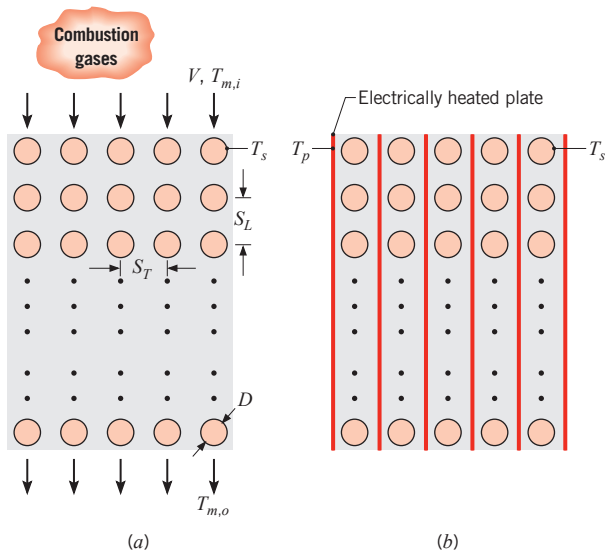 Combustion
gases
V, T_{m,i}
Electrically heated plate
T_s
T_p
T_s
S_L
S_T
D
T_{m,o}
(a)
(b)